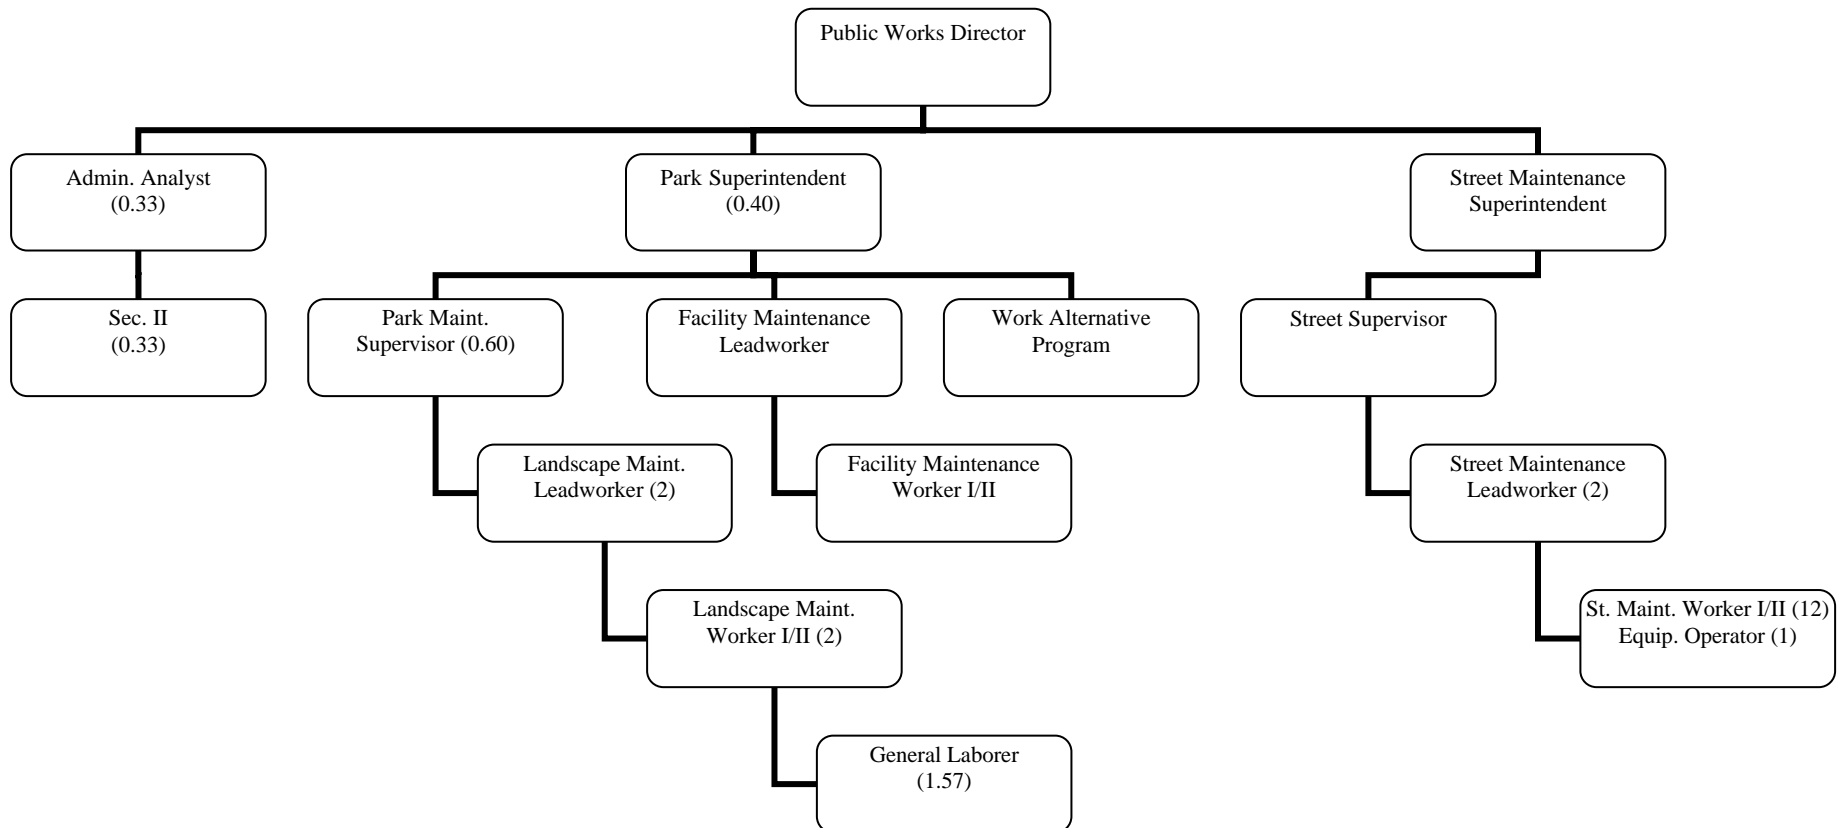 Public Works Director
Admin. Analyst
(0.33)
Park Superintendent
(0.40)
Street Maintenance
Superintendent
Sec. II
(0.33)
Park Maint.
Supervisor (0.60)
Facility Maintenance
Leadworker
Work Alternative
Program
Street Supervisor
Landscape Maint.
Leadworker (2)
Facility Maintenance
Worker I/II
Street Maintenance
Leadworker (2)
Landscape Maint.
Worker I/II (2)
St. Maint. Worker I/II (12)
Equip. Operator (1)
General Laborer
(1.57)